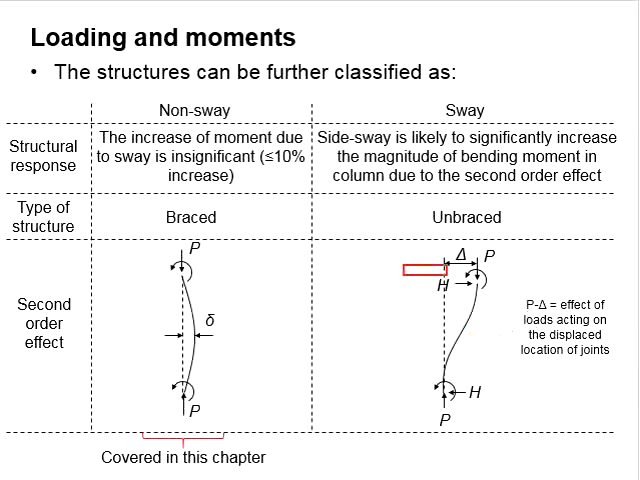 Loading and moments
• The structures can be further classified as:
Non-sway
Sway
Structural
response
The increase of moment due
to sway is insignificant (≤10%
increase)
Side-sway is likely to significantly increase
the magnitude of bending moment in
column due to the second order effect
Type of
structure
Braced
Unbraced
Second
order
effect
P
δ
P
Δ P
H
H
P
P-Δ = effect of
loads acting on
the displaced
location of joints
Covered in this chapter